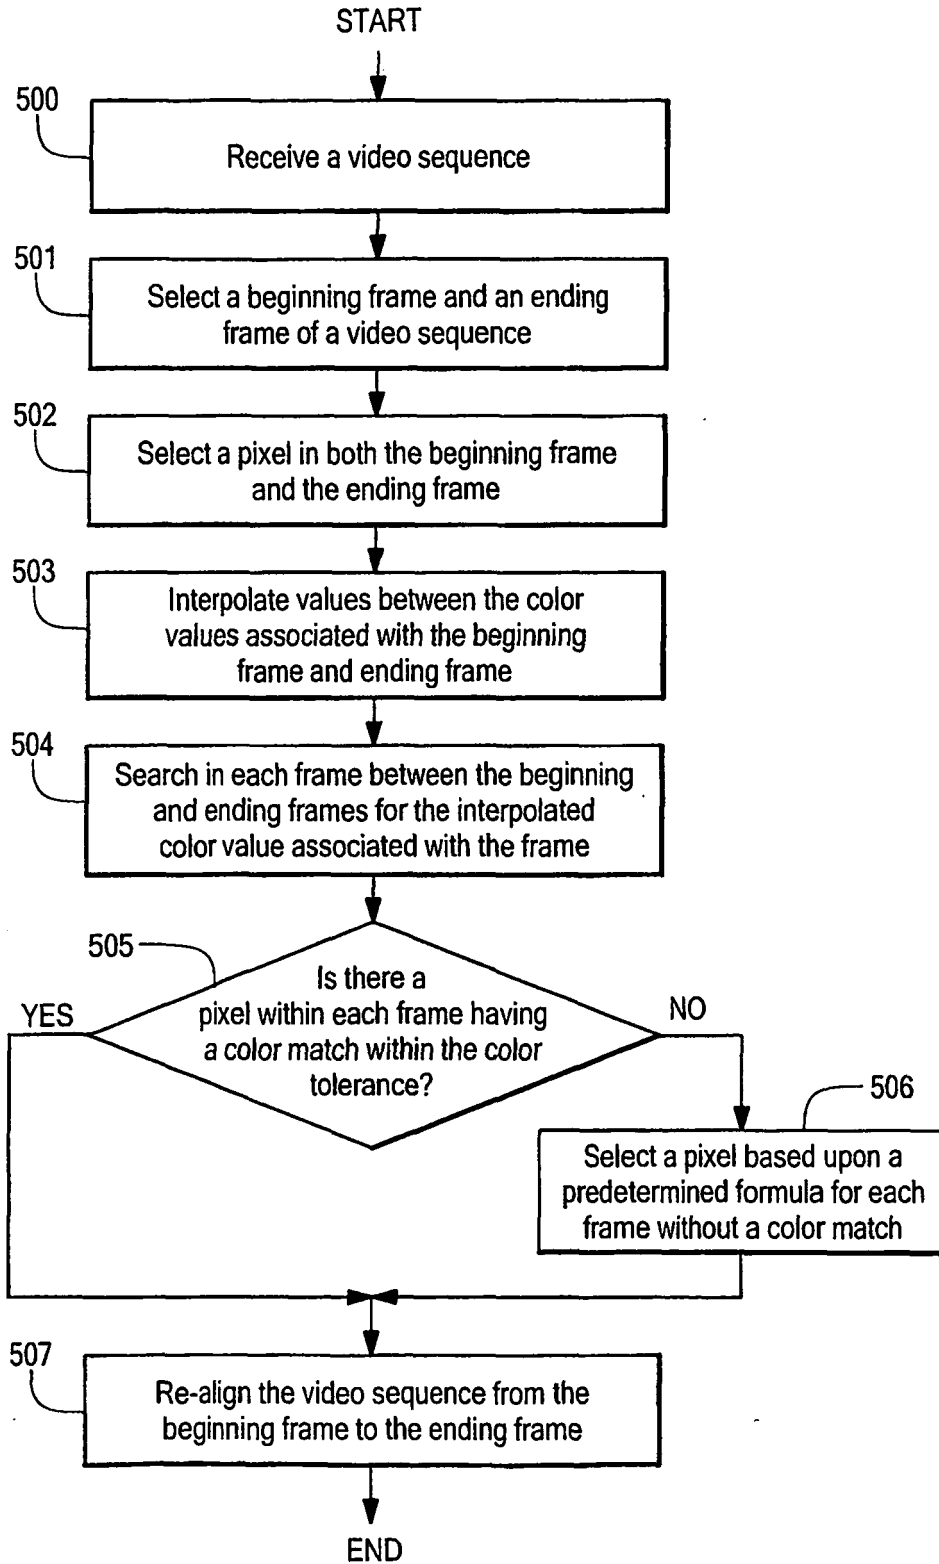 START
500
Receive a video sequence
501
Select a beginning frame and an ending
frame of a video sequence
502
Select a pixel in both the beginning frame
and the ending frame
503
Interpolate values between the color
values associated with the beginning
frame and ending frame
504
Search in each frame between the beginning
and ending frames for the interpolated
color value associated with the frame
505
Is there a
pixel within each frame having
a color match within the color
tolerance?
YES
NO
506
Select a pixel based upon a
predetermined formula for each
frame without a color match
507
Re-align the video sequence from the
beginning frame to the ending frame
END